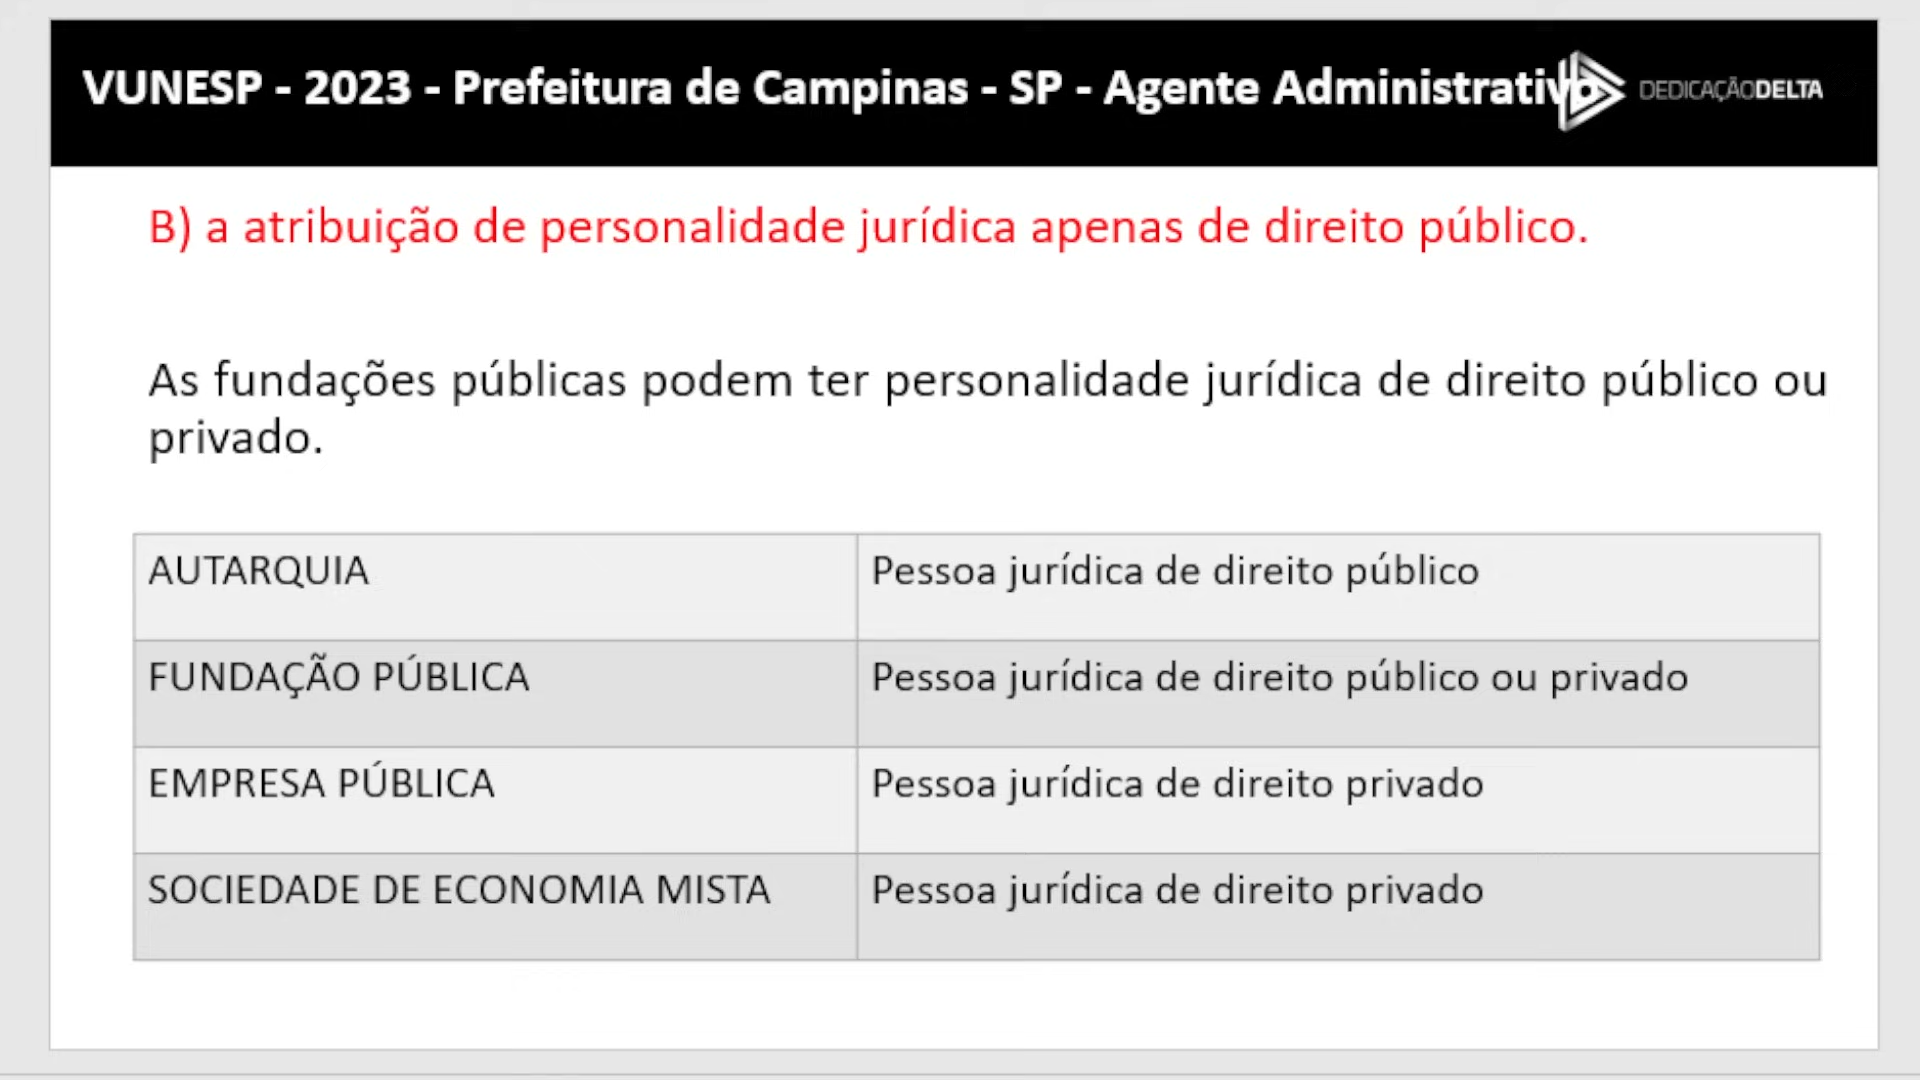 VUNESP - 2023 - Prefeitura de Campinas - SP - Agente Administrativo
DEDICAÇÃODELTA
B) a atribuição de personalidade jurídica apenas de direito público.
As fundações públicas podem ter personalidade jurídica de direito público ou
privado.
AUTARQUIA
Pessoa jurídica de direito público
FUNDAÇÃO PÚBLICA
Pessoa jurídica de direito público ou privado
EMPRESA PÚBLICA
Pessoa jurídica de direito privado
SOCIEDADE DE ECONOMIA MISTA
Pessoa jurídica de direito privado